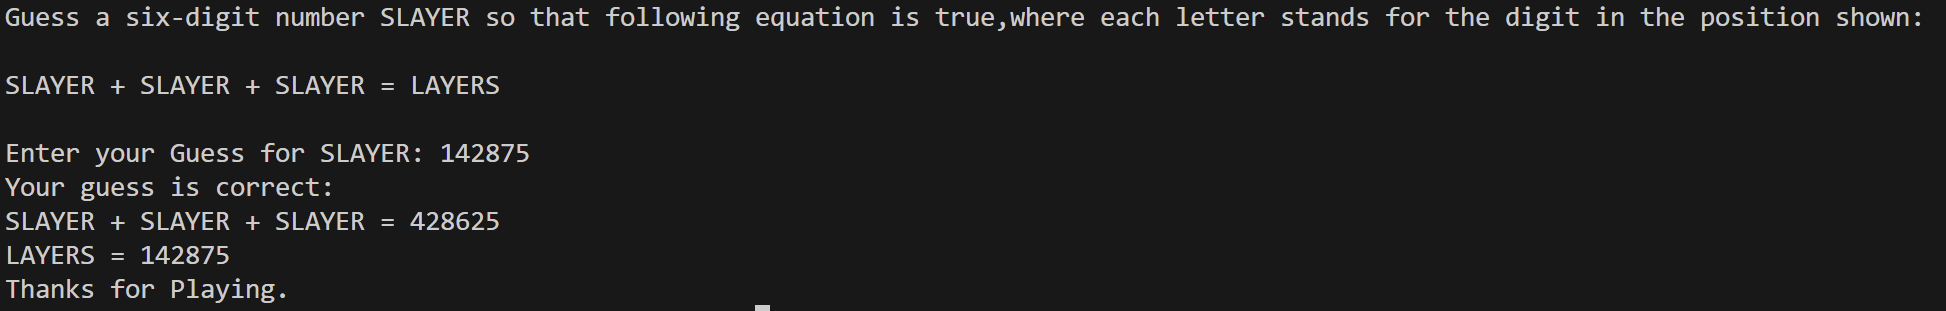 Guess a six-digit number SLAYER so that following equation is true,where each letter stands for the digit in the position shown:
SLAYER + SLAYER + SLAYER = LAYERS
Enter your Guess for SLAYER: 142875
Your guess is correct:
SLAYER + SLAYER + SLAYER = 428625
LAYERS = 142875
Thanks for Playing.